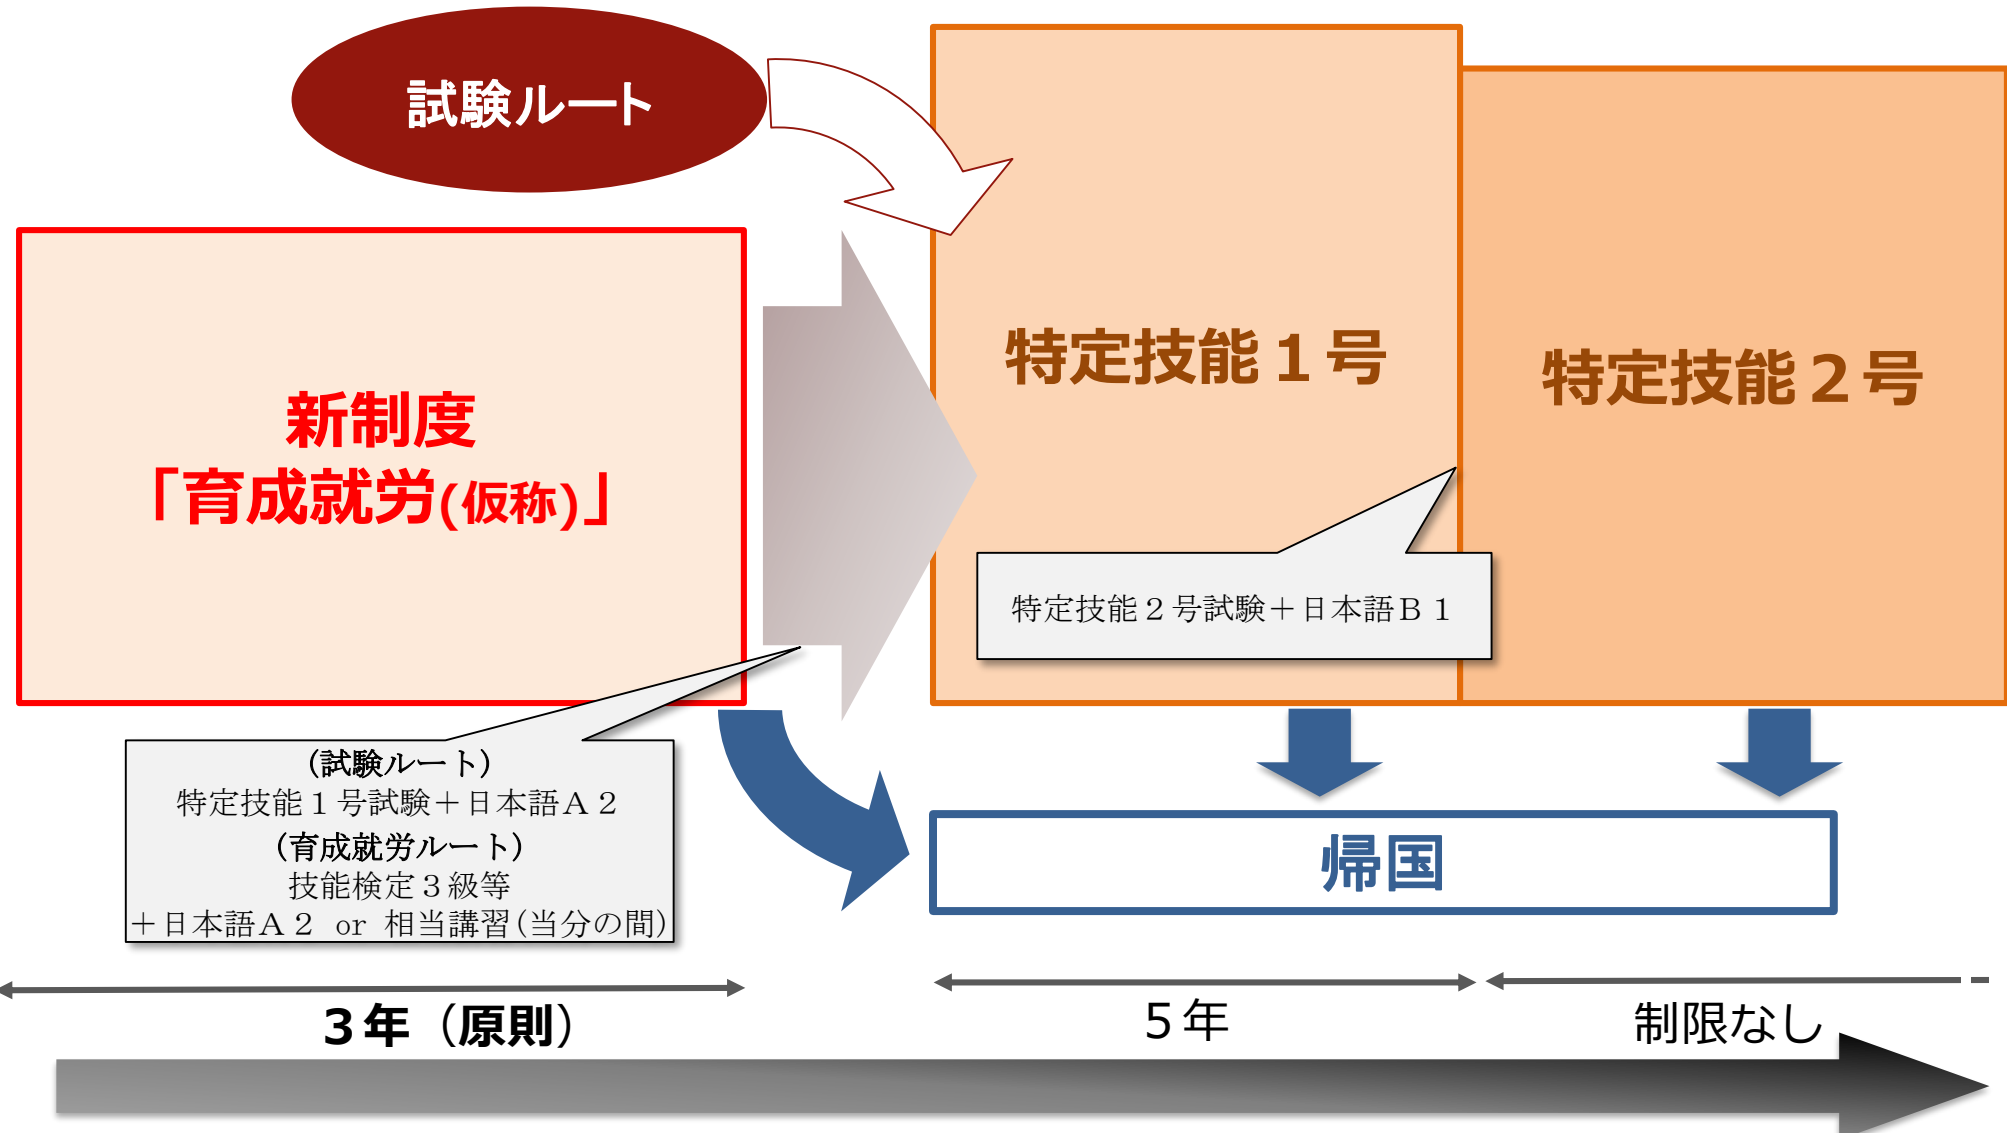 試験ルート
特定技能１号
特定技能２号
新制度
「育成就労(仮称)」
特定技能２号試験＋日本語Ｂ１
(試験ルート)
特定技能１号試験＋日本語Ａ２
(育成就労ルート)
技能検定３級等
＋日本語Ａ２ or 相当講習(当分の間)
帰国
３年（原則）
５年
制限なし